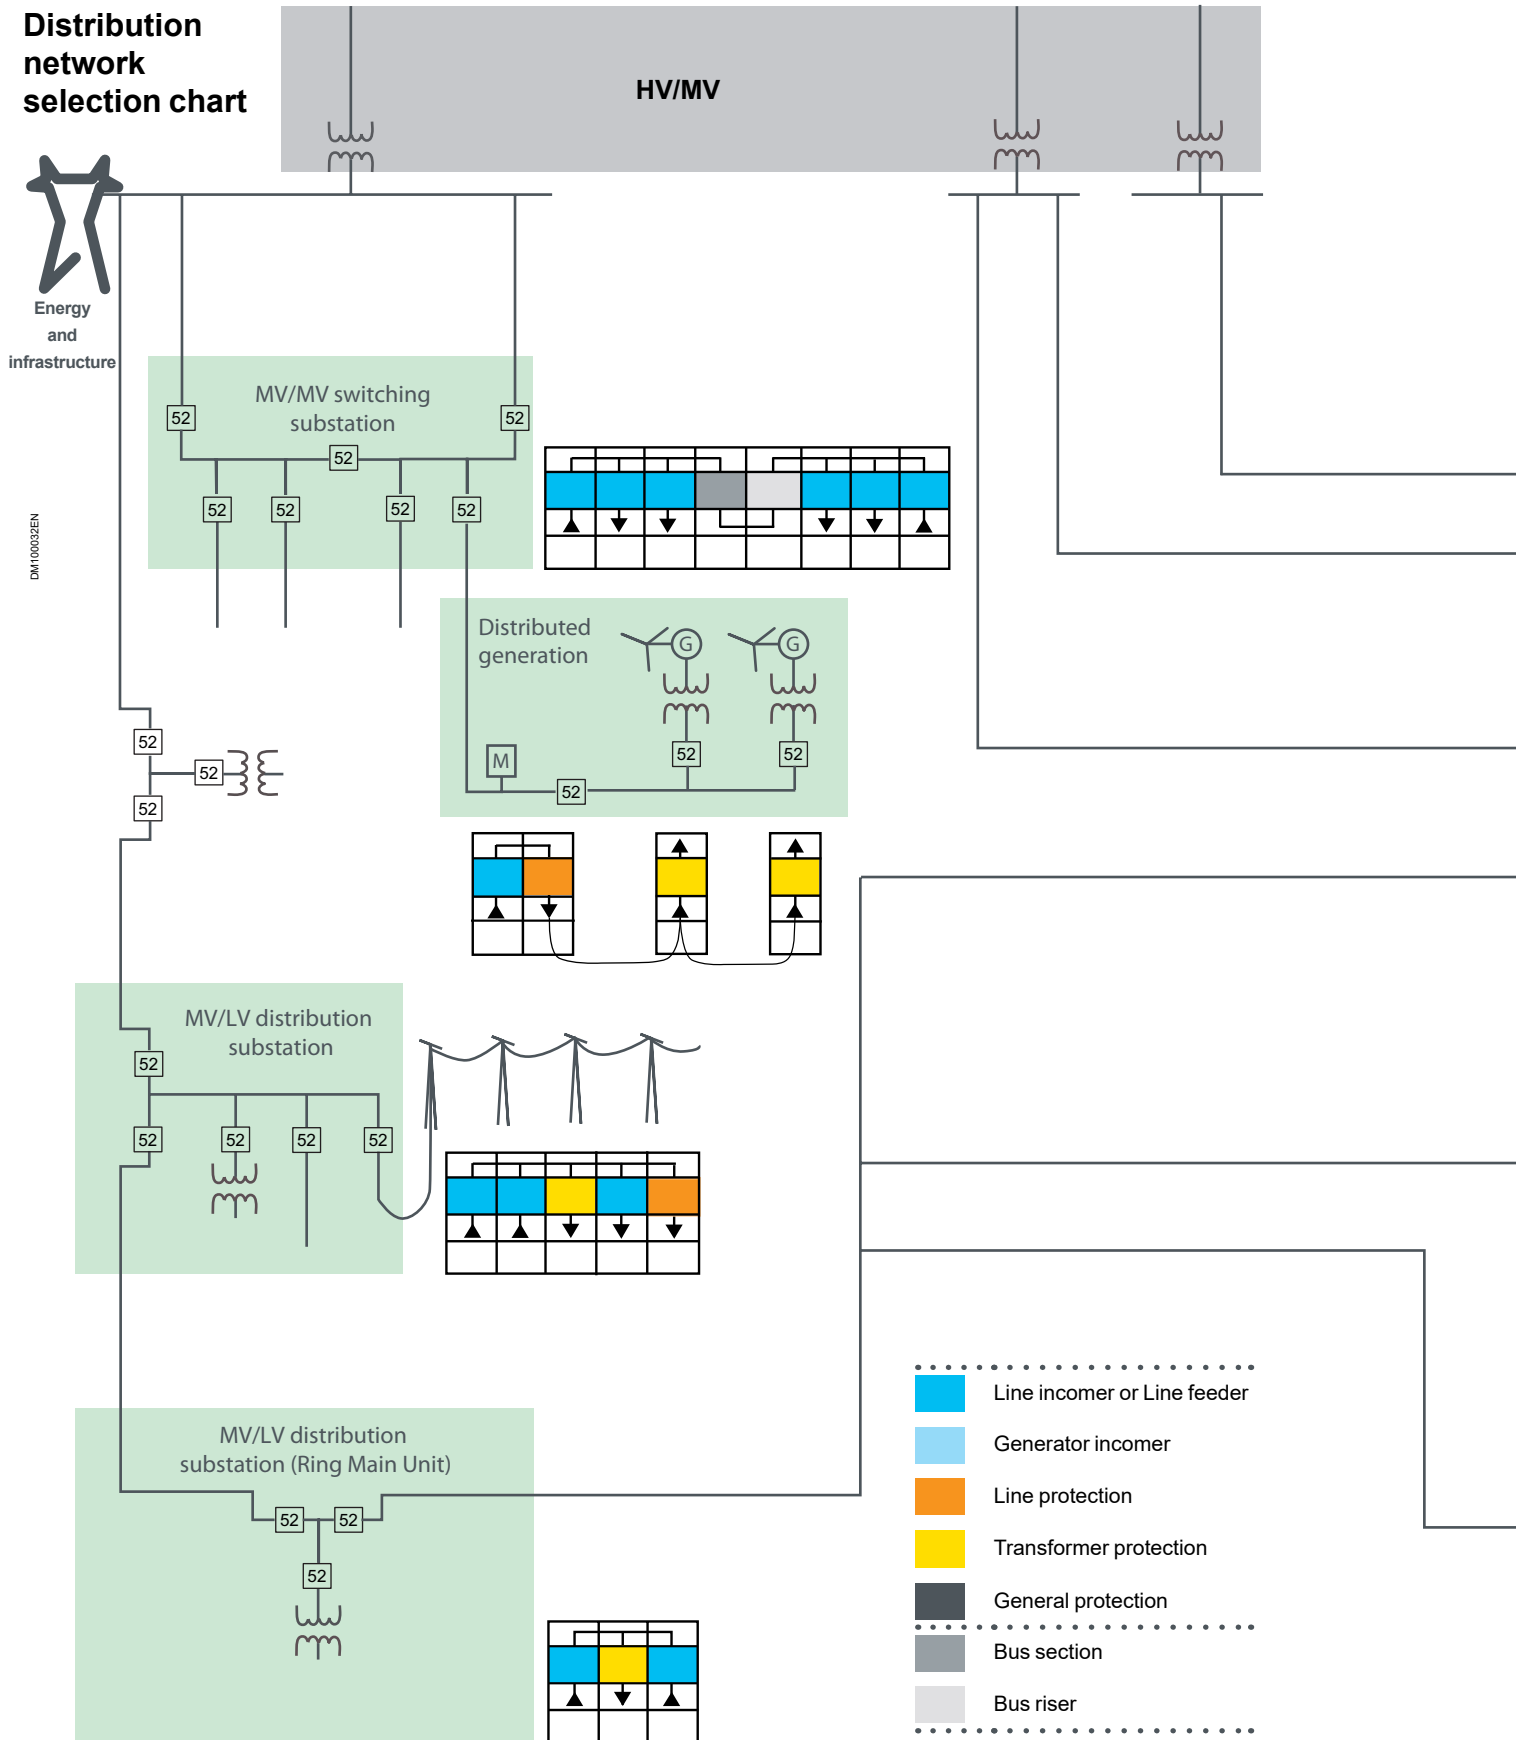 Distribution
network
selection chart
HV/MV
Energy
and
infrastructure
MV/MV switching
substation
52
52
52
52
52
52
52
DM100032EN
Distributed
generation
G
G
52
52
52
52
52
M
52
MV/LV distribution
substation
52
52
52
52
52
Line incomer or Line feeder
Generator incomer
Line protection
Transformer protection
General protection
Bus section
Bus riser
MV/LV distribution
substation (Ring Main Unit)
52
52
52